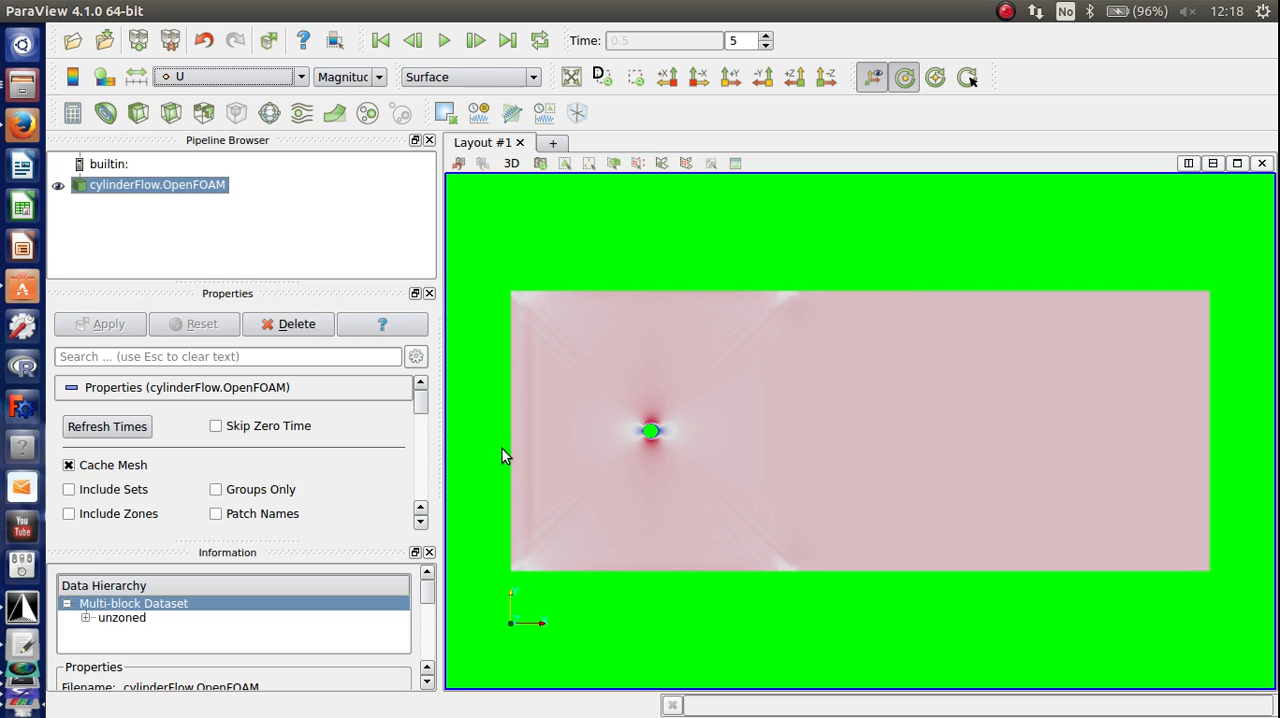 ParaView 4.1.0 64-bit
No
(96%)
12:18
Time: 0.5
5
U
Magnituc
Surface
D
+X
-X
+Y
-Y
+Z
-Z
Pipeline Browser
builtin:
cylinderFlow.OpenFOAM
Layout #1
+
3D
Properties
Apply
Reset
Delete
?
Search ... (use Esc to clear text)
Properties (cylinderFlow.OpenFOAM)
Refresh Times
Skip Zero Time
Cache Mesh
Include Sets
Groups Only
Include Zones
Patch Names
Information
Data Hierarchy
Multi-block Dataset
unzoned
Properties
Filename: cylinderFlow.OpenFOAM
You
Tube